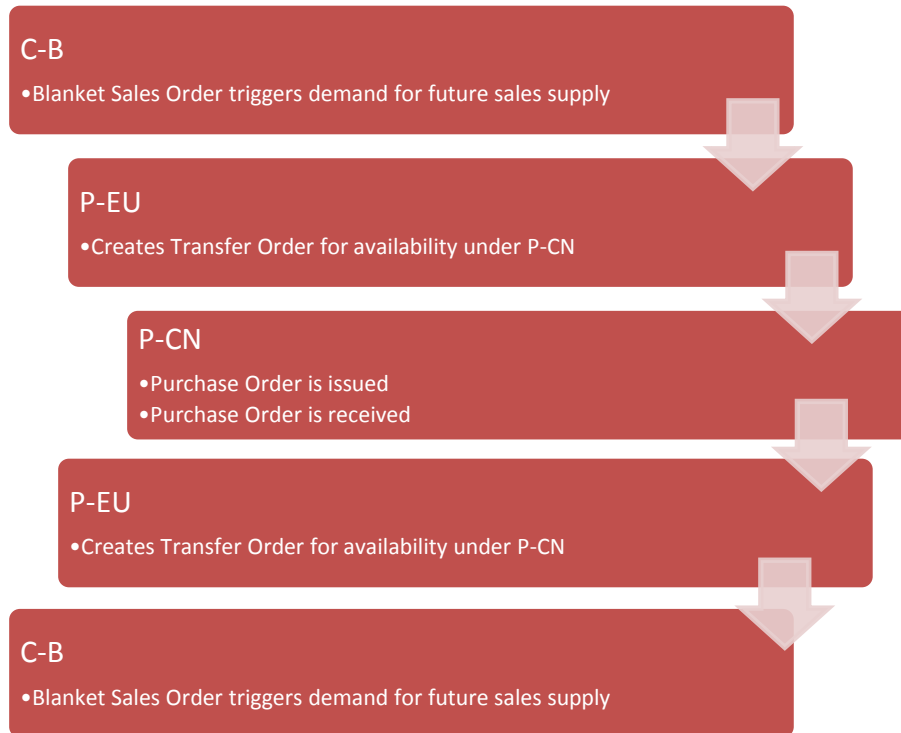 C-B
•Blanket Sales Order triggers demand for future sales supply
P-EU
•Creates Transfer Order for availability under P-CN
P-CN
•Purchase Order is issued
•Purchase Order is received
P-EU
•Creates Transfer Order for availability under P-CN
C-B
•Blanket Sales Order triggers demand for future sales supply